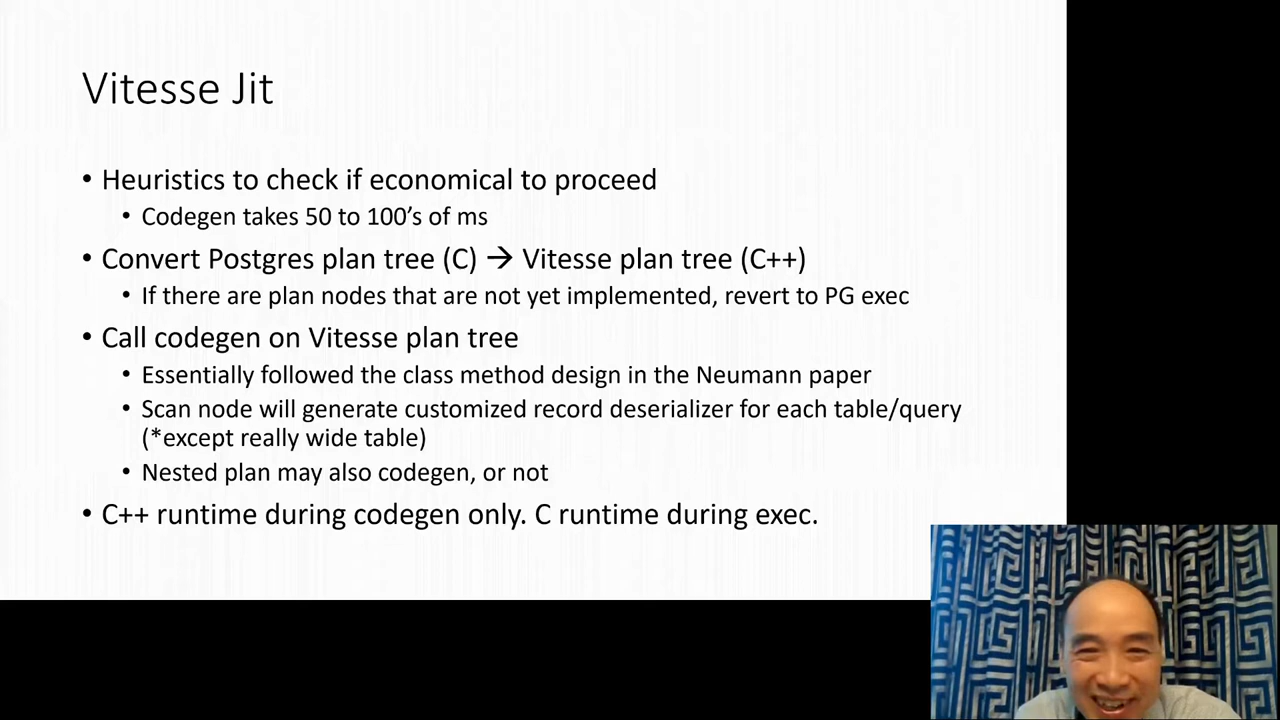 Vitesse Jit
• Heuristics to check if economical to proceed
• Codegen takes 50 to 100’s of ms
• Convert Postgres plan tree (C) → Vitesse plan tree (C++)
• If there are plan nodes that are not yet implemented, revert to PG exec
• Call codegen on Vitesse plan tree
• Essentially followed the class method design in the Neumann paper
• Scan node will generate customized record deserializer for each table/query
(*except really wide table)
• Nested plan may also codegen, or not
• C++ runtime during codegen only. C runtime during exec.